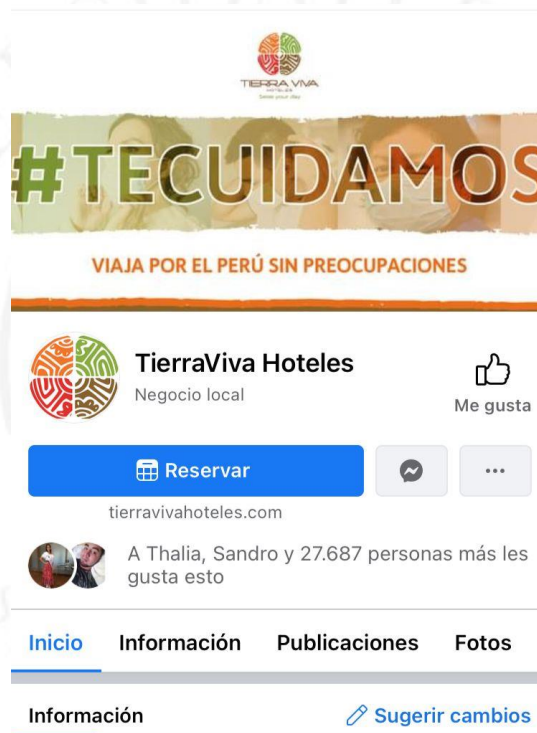 TIERRA VIVA
HOTELES
#TECUIDAMOS
VIAJA POR EL PERÚ SIN PREOCUPACIONES
TierraViva Hoteles
Negocio local
Me gusta
Reservar
tierravivahoteles.com
A Thalia, Sandro y 27.687 personas más les
gusta esto
Inicio Información Publicaciones Fotos
Información Sugerir cambios